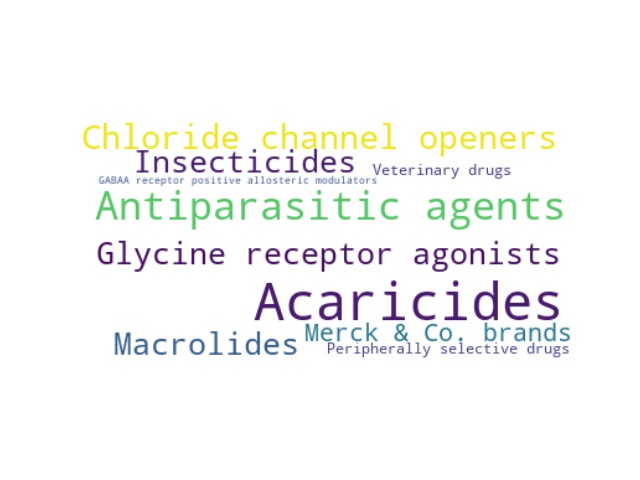 Chloride channel openers
Insecticides
Veterinary drugs
GABAA receptor positive allosteric modulators
Antiparasitic agents
Glycine receptor agonists
Acaricides
Merck & Co. brands
Macrolides
Peripherally selective drugs